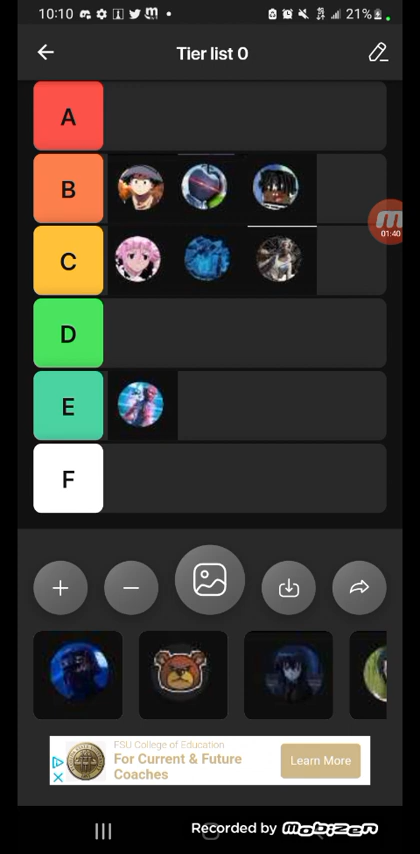 10:10
21%
Tier list 0
A
B
01:40
C
D
E
F
FSU College of Education
For Current & Future
Coaches
Learn More
Recorded by mobizen